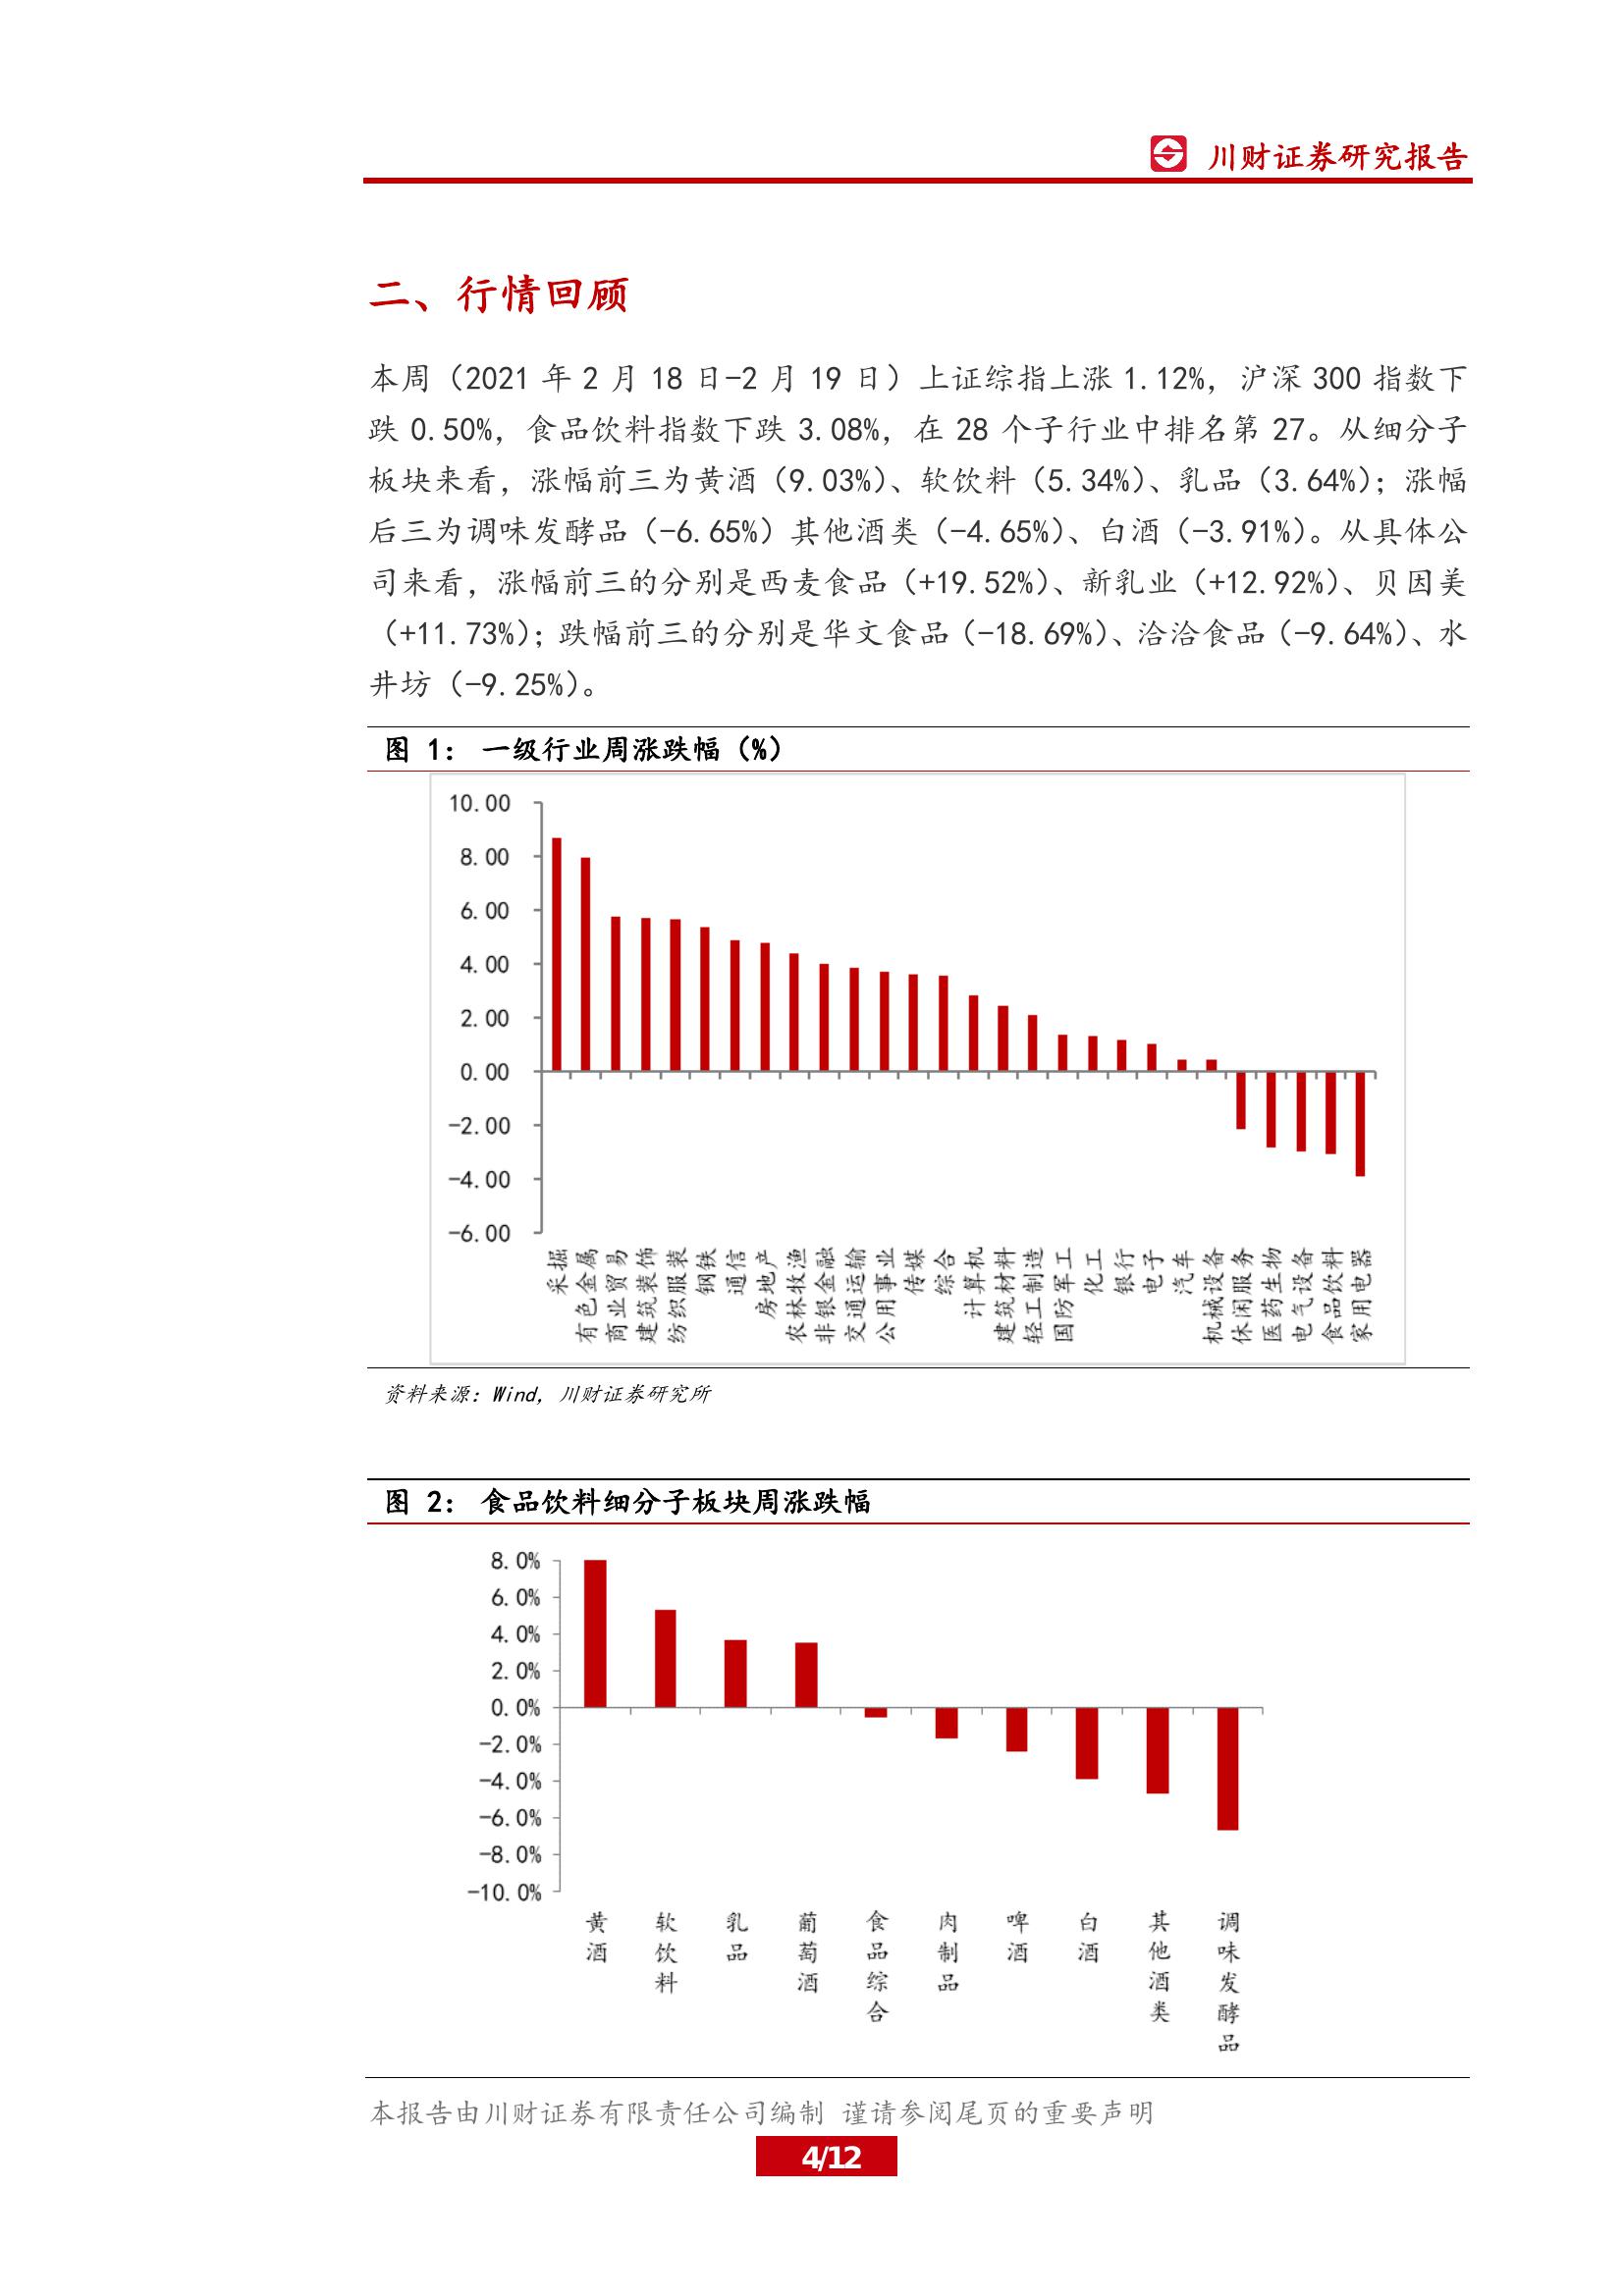 川财证券研究报告
二、行情回顾
本周（2021 年 2 月 18 日-2 月 19 日）上证综指上涨 1.12%，沪深 300 指数下
跌 0.50%，食品饮料指数下跌 3.08%，在 28 个子行业中排名第 27。从细分子
板块来看，涨幅前三为黄酒（9.03%）、软饮料（5.34%）、乳品（3.64%）；涨幅
后三为调味发酵品（-6.65%）其他酒类（-4.65%）、白酒（-3.91%）。从具体公
司来看，涨幅前三的分别是西麦食品（+19.52%）、新乳业（+12.92%）、贝因美
（+11.73%）；跌幅前三的分别是华文食品（-18.69%）、洽洽食品（-9.64%）、水
井坊（-9.25%）。
图 1： 一级行业周涨跌幅（%）
10.00
8.00
6.00
4.00
2.00
0.00
-2.00
-4.00
-6.00
采掘
有色金属
商业贸易
建筑装饰
纺织服装
钢铁
通信
房地产
农林牧渔
非银金融
交通运输
公用事业
传媒
综合
计算机
建筑材料
轻工制造
国防军工
化工
银行
电子
汽车
机械设备
休闲服务
医药生物
电气设备
食品饮料
家用电器
资料来源：Wind，川财证券研究所
图 2： 食品饮料细分子板块周涨跌幅
8.0%
6.0%
4.0%
2.0%
0.0%
-2.0%
-4.0%
-6.0%
-8.0%
-10.0%
黄酒
软饮料
乳品
葡萄酒
食品综合
肉制品
啤酒
白酒
其他酒类
调味发酵品
本报告由川财证券有限责任公司编制 谨请参阅尾页的重要声明
4/12